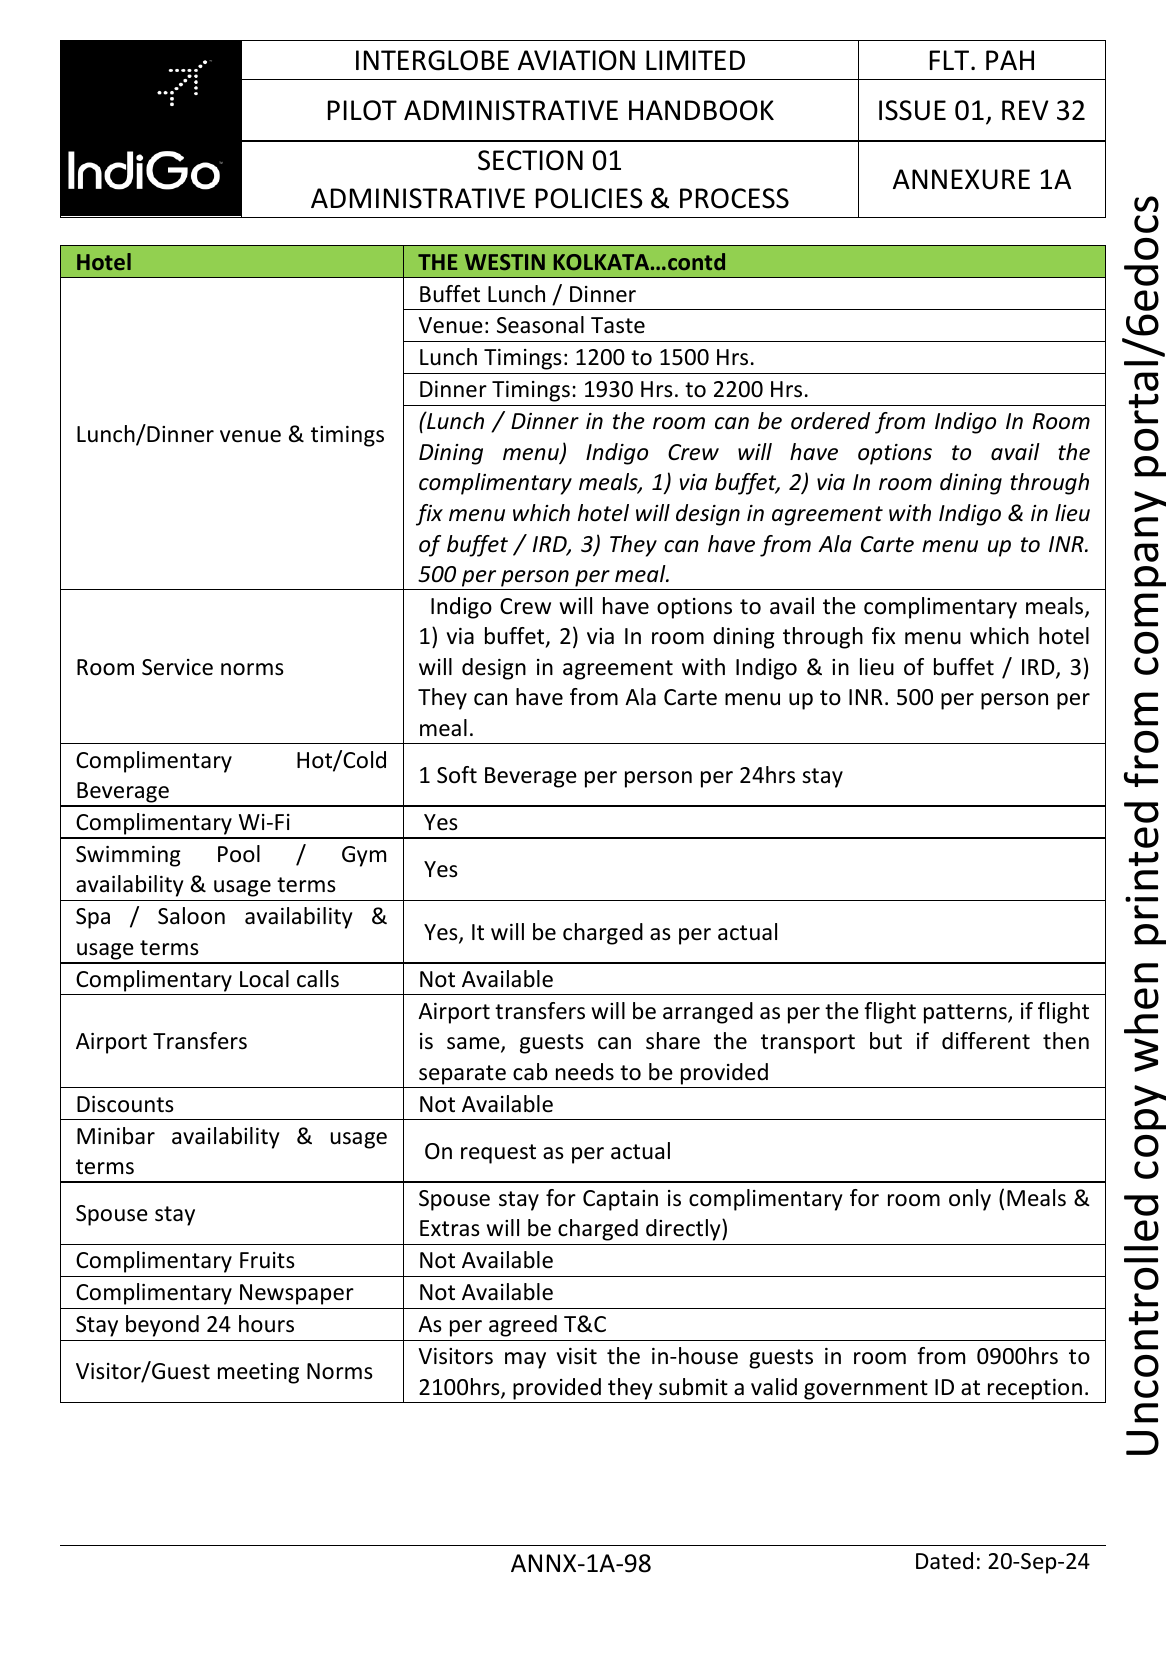 IndiGo
INTERGLOBE AVIATION LIMITED
FLT. PAH
PILOT ADMINISTRATIVE HANDBOOK
ISSUE 01, REV 32
SECTION 01
ADMINISTRATIVE POLICIES & PROCESS
ANNEXURE 1A
Hotel
THE WESTIN KOLKATA...contd
Lunch/Dinner venue & timings
Buffet Lunch / Dinner
Venue: Seasonal Taste
Lunch Timings: 1200 to 1500 Hrs.
Dinner Timings: 1930 Hrs. to 2200 Hrs.
(Lunch / Dinner in the room can be ordered from Indigo In Room
Dining menu) Indigo Crew will have options to avail the
complimentary meals, 1) via buffet, 2) via In room dining through
fix menu which hotel will design in agreement with Indigo & in lieu
of buffet / IRD, 3) They can have from Ala Carte menu up to INR.
500 per person per meal.
Room Service norms
Indigo Crew will have options to avail the complimentary meals,
1) via buffet, 2) via In room dining through fix menu which hotel
will design in agreement with Indigo & in lieu of buffet / IRD, 3)
They can have from Ala Carte menu up to INR. 500 per person per
meal.
Complimentary Hot/Cold
Beverage
1 Soft Beverage per person per 24hrs stay
Complimentary Wi-Fi
Yes
Swimming Pool / Gym
availability & usage terms
Yes
Spa / Saloon availability &
usage terms
Yes, It will be charged as per actual
Complimentary Local calls
Not Available
Airport Transfers
Airport transfers will be arranged as per the flight patterns, if flight
is same, guests can share the transport but if different then
separate cab needs to be provided
Discounts
Not Available
Minibar availability & usage
terms
On request as per actual
Spouse stay
Spouse stay for Captain is complimentary for room only (Meals &
Extras will be charged directly)
Complimentary Fruits
Not Available
Complimentary Newspaper
Not Available
Stay beyond 24 hours
As per agreed T&C
Visitor/Guest meeting Norms
Visitors may visit the in-house guests in room from 0900hrs to
2100hrs, provided they submit a valid government ID at reception.
ANNX-1A-98
Dated: 20-Sep-24
Uncontrolled copy when printed from company portal/6edocs